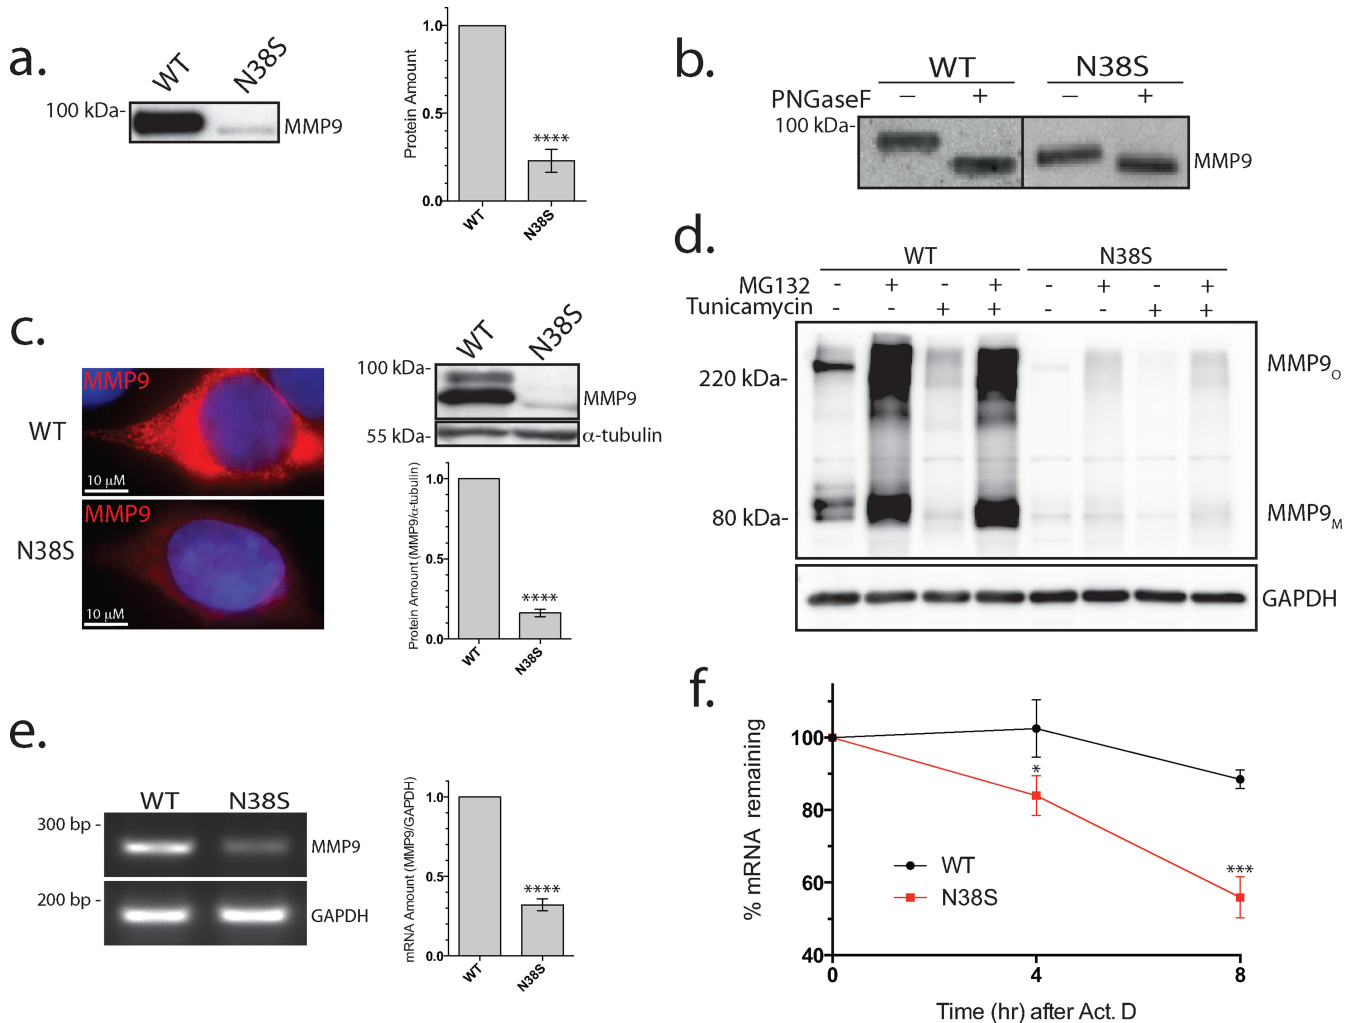 a.
WT
N38S
100 kDa-
MMP9
Protein Amount
1.0
0.5
0.0
****
WT
N38S
b.
WT
N38S
PNGaseF
– + – +
100 kDa-
MMP9
c.
MMP9
WT
10 μM
MMP9
N38S
10 μM
WT
N38S
100 kDa-
MMP9
55 kDa-
α-tubulin
Protein Amount (MMP9/α-tubulin)
1.0
0.5
0.0
****
WT
N38S
d.
WT
N38S
MG132 - + - + - + - +
Tunicamycin - - + + - - + +
220 kDa-
MMP9O
80 kDa-
MMP9M
GAPDH
e.
WT
N38S
300 bp -
MMP9
200 bp -
GAPDH
mRNA Amount (MMP9/GAPDH)
1.0
0.5
0.0
****
WT
N38S
f.
% mRNA remaining
100
80
60
40
*
***
WT
N38S
0 4 8
Time (hr) after Act. D